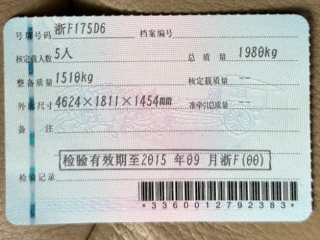 号牌号码 浙F175D6 档案编号
核定载人数 5人 总质量 1980kg
整备质量 1510kg 核定载质量 --
外廓尺寸 4624×1811×1454mm 准牵引总质量 --
备注
检验有效期至2015 年09 月浙F(00)
检验记录
*3360012792383*